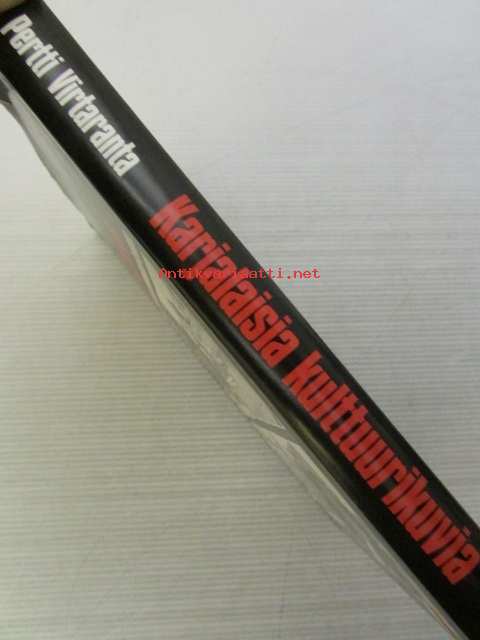 Pertti Virtaranta
Karjalaisia kulttuurikuvia
Antikvariaatti.net